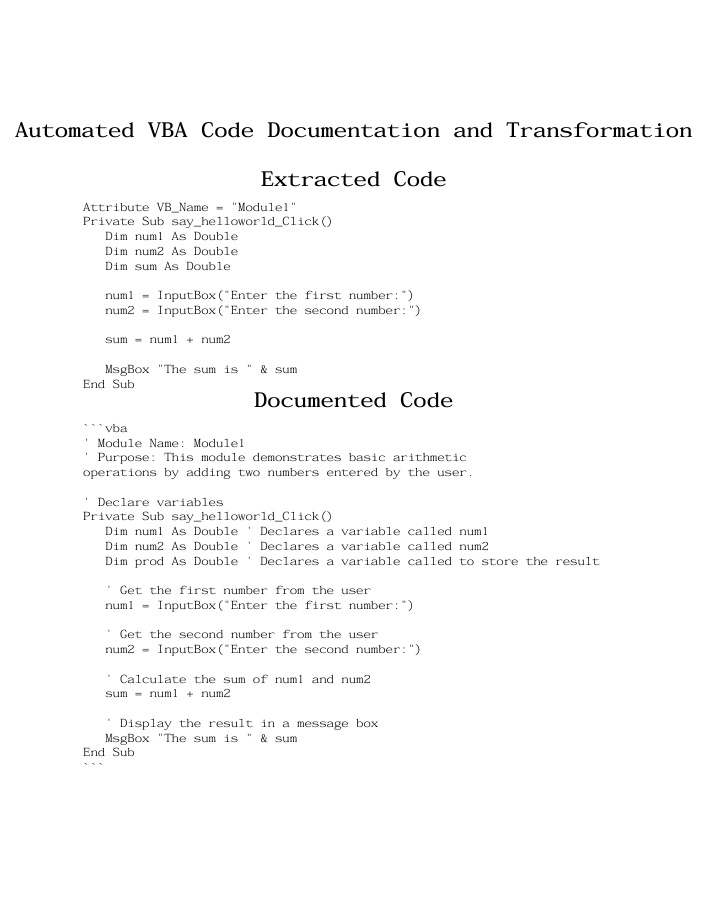 Automated VBA Code Documentation and Transformation
Extracted Code
Attribute VB_Name = "Module1"
Private Sub say_helloworld_Click()
   Dim num1 As Double
   Dim num2 As Double
   Dim sum As Double
   num1 = InputBox("Enter the first number:")
   num2 = InputBox("Enter the second number:")
   sum = num1 + num2
   MsgBox "The sum is " & sum
End Sub
Documented Code
```vba
' Module Name: Module1
' Purpose: This module demonstrates basic arithmetic
operations by adding two numbers entered by the user.
' Declare variables
Private Sub say_helloworld_Click()
   Dim num1 As Double ' Declares a variable called num1
   Dim num2 As Double ' Declares a variable called num2
   Dim prod As Double ' Declares a variable called to store the result
   ' Get the first number from the user
   num1 = InputBox("Enter the first number:")
   ' Get the second number from the user
   num2 = InputBox("Enter the second number:")
   ' Calculate the sum of num1 and num2
   sum = num1 + num2
   ' Display the result in a message box
   MsgBox "The sum is " & sum
End Sub
```